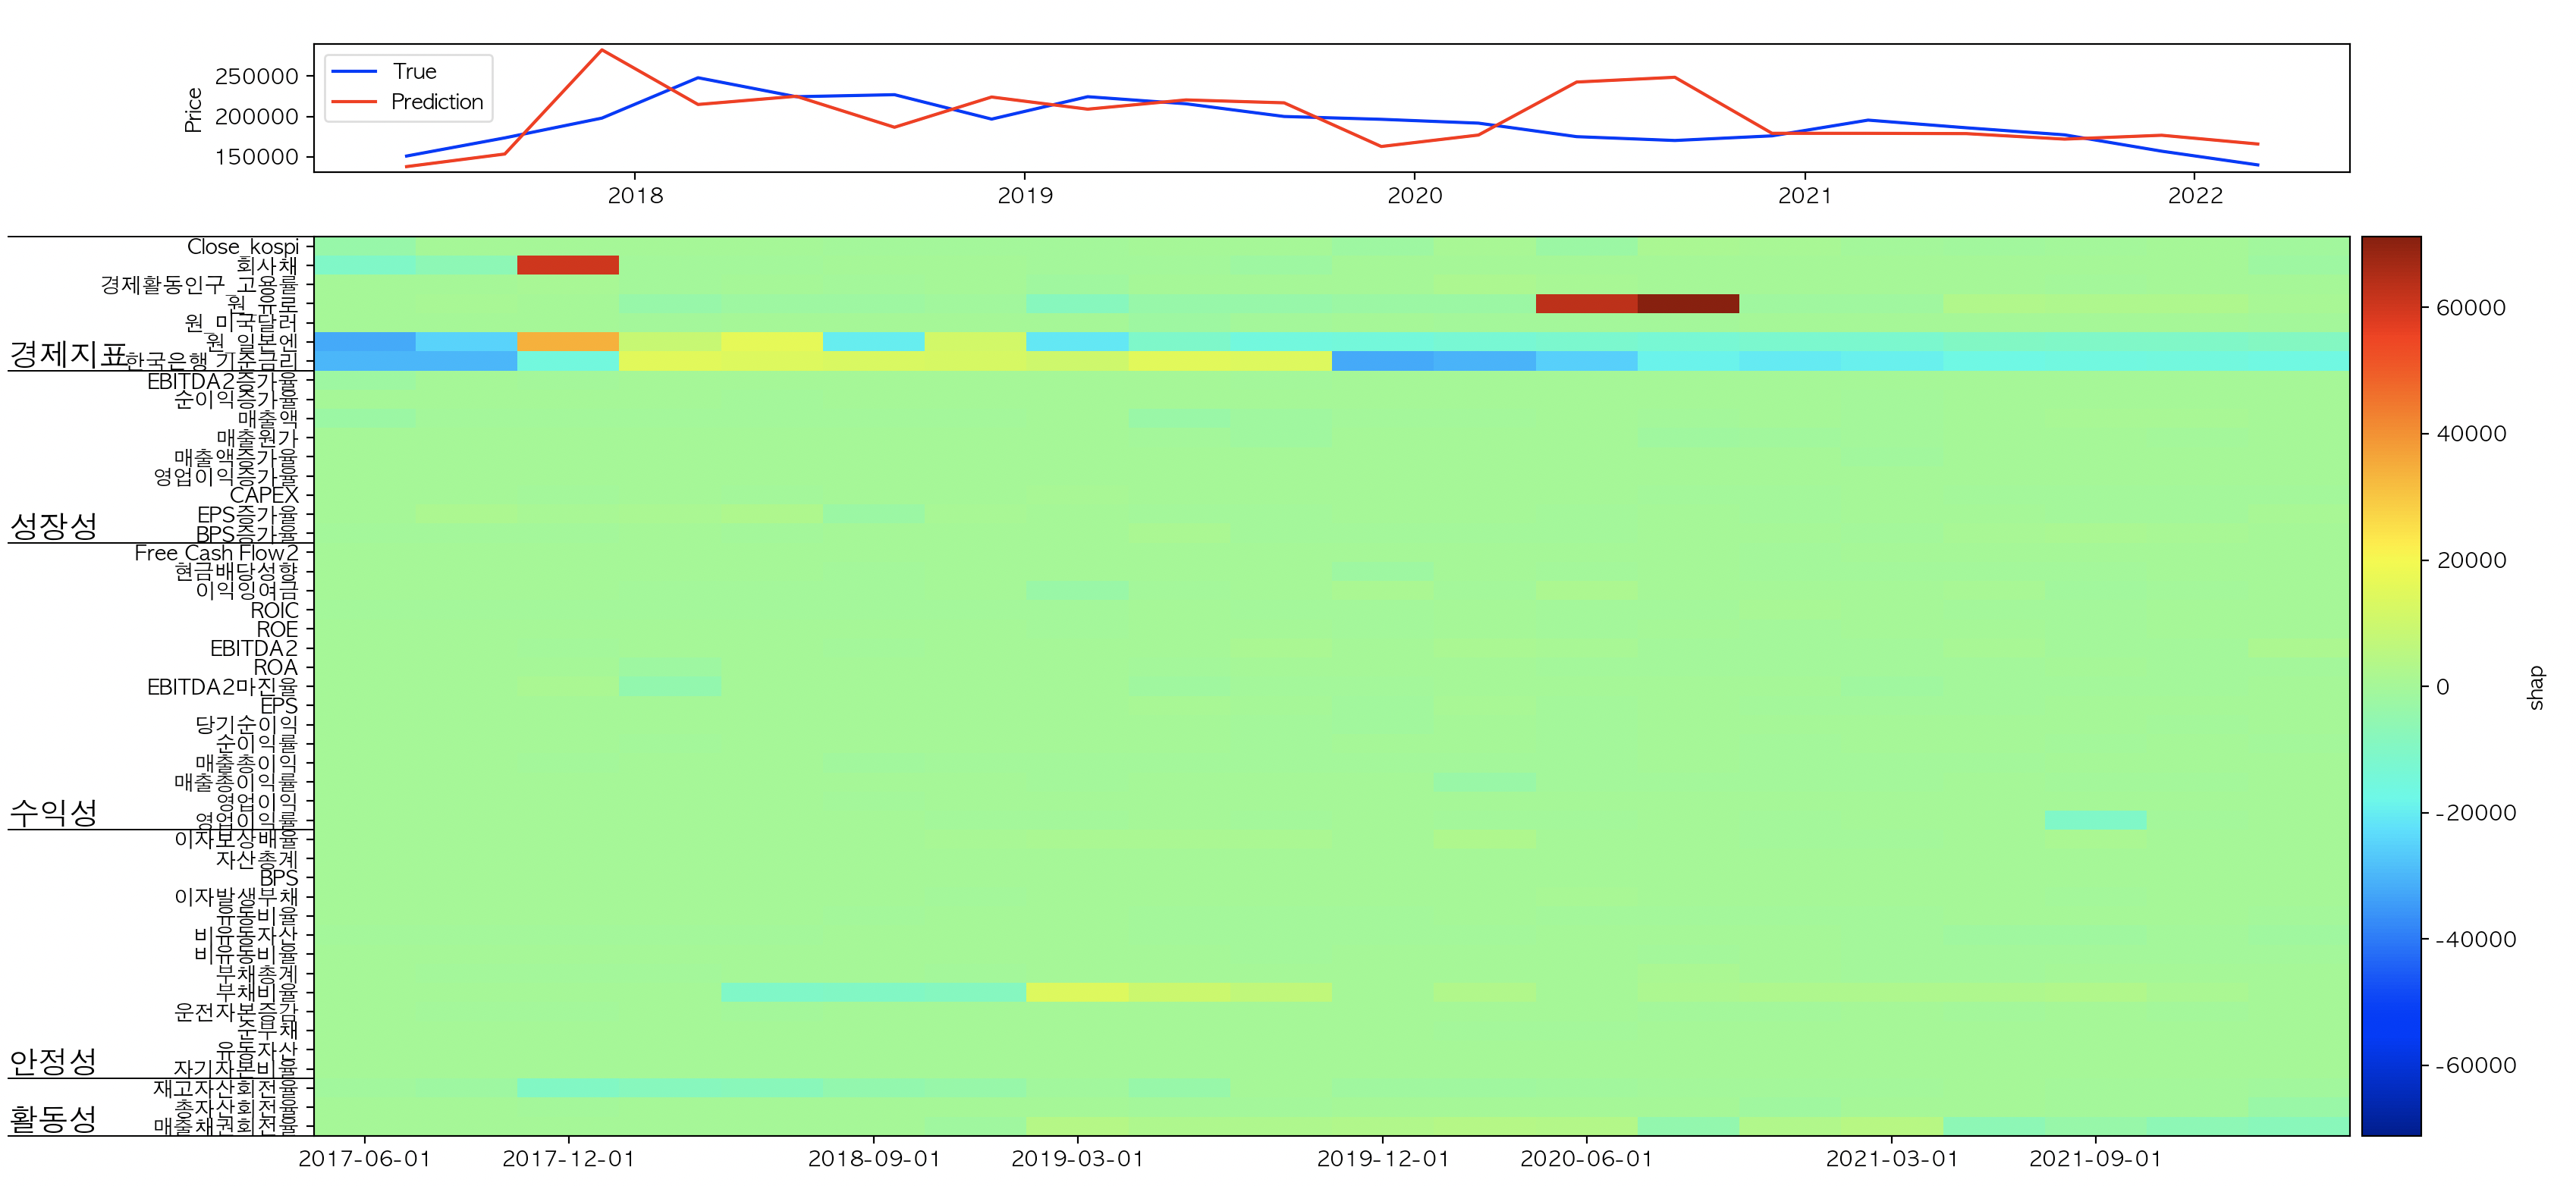 True
Prediction
Price
250000
200000
150000
2018
2019
2020
2021
2022
Close_kospi
회사채
경제활동인구_고용률
원_유로
원_미국달러
원_일본엔
한국은행 기준금리
경제지표
EBITDA2증가율
순이익증가율
매출액
매출원가
매출액증가율
영업이익증가율
CAPEX
EPS증가율
BPS증가율
성장성
Free Cash Flow2
현금배당성향
이익잉여금
ROIC
ROE
EBITDA2
ROA
EBITDA2마진율
EPS
당기순이익
순이익률
매출총이익
매출총이익률
영업이익
영업이익률
수익성
이자보상배율
자산총계
BPS
이자발생부채
유동비율
비유동자산
비유동비율
부채총계
부채비율
운전자본증감
순부채
유동자산
자기자본비율
안정성
재고자산회전율
총자산회전율
매출채권회전율
활동성
2017-06-01
2017-12-01
2018-09-01
2019-03-01
2019-12-01
2020-06-01
2021-03-01
2021-09-01
60000
40000
20000
0
-20000
-40000
-60000
shap